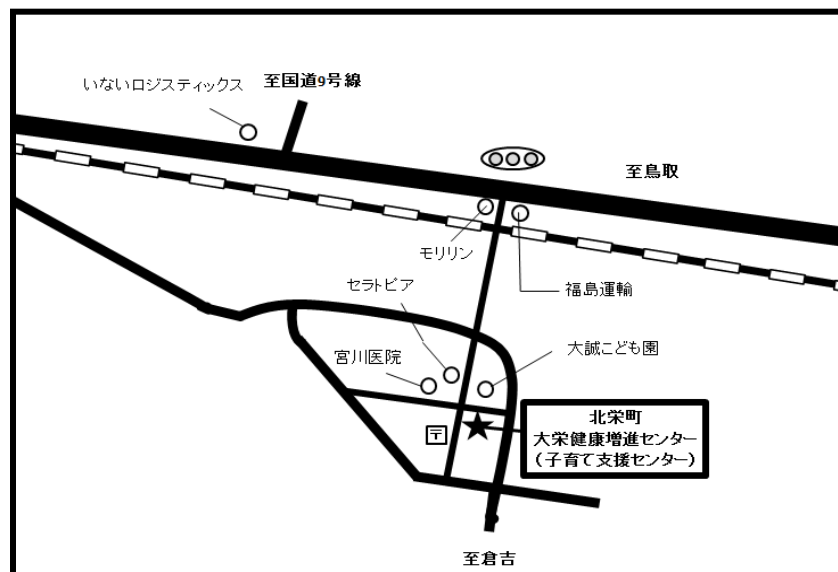 いないロジスティックス
至国道9号線
至鳥取
モリリン
福島運輸
セラトピア
大誠こども園
宮川医院
北栄町
大栄健康増進センター
（子育て支援センター）
〒
至倉吉